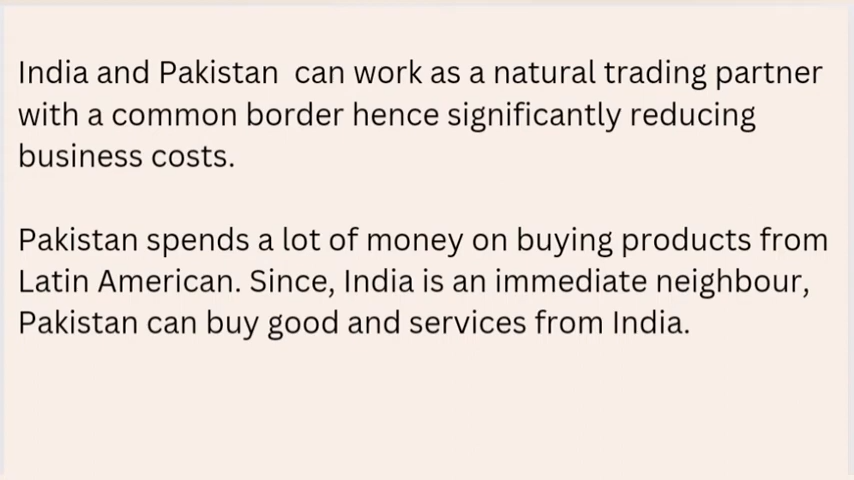 India and Pakistan  can work as a natural trading partner
with a common border hence significantly reducing
business costs.
Pakistan spends a lot of money on buying products from
Latin American. Since, India is an immediate neighbour,
Pakistan can buy good and services from India.